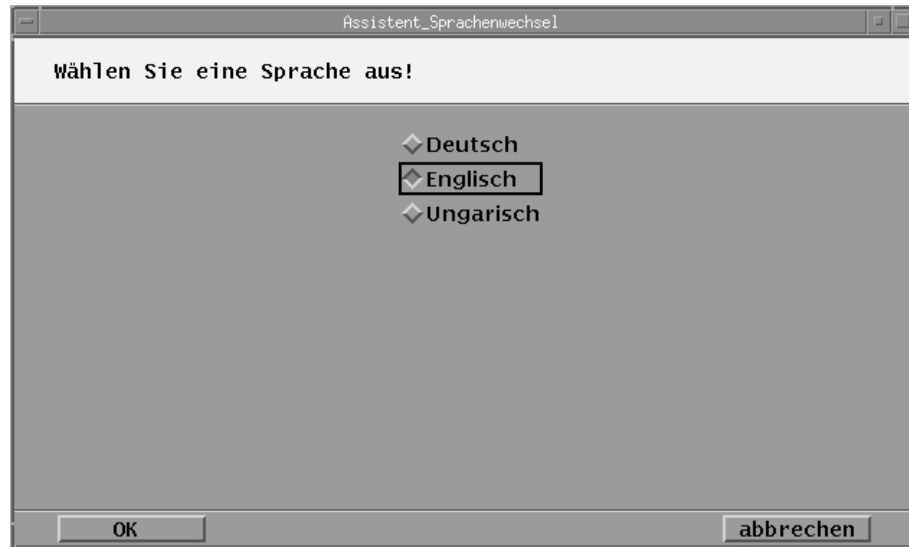 Assistent_Sprachenwechsel
Wählen Sie eine Sprache aus!
Deutsch
Englisch
Ungarisch
OK abbrechen